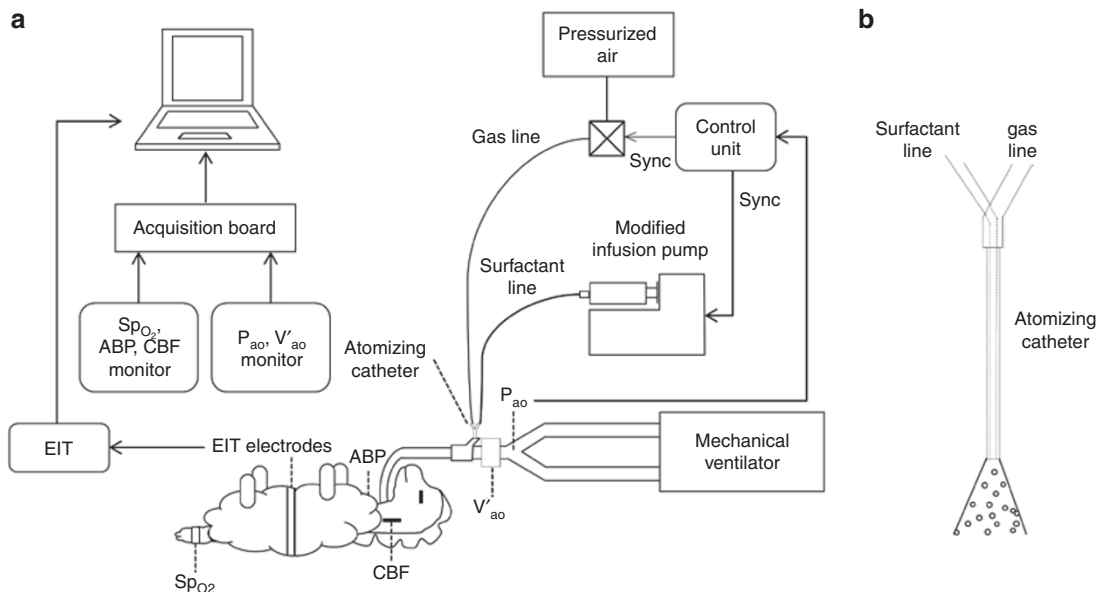 a
Pressurized
air
Gas line
Sync
Control
unit
Sync
Acquisition board
Modified
infusion pump
Surfactant
line
SpO₂,
ABP, CBF
monitor
Pao, V′ao
monitor
Atomizing
catheter
Pao
EIT
EIT electrodes
ABP
Mechanical
ventilator
V′ao
CBF
SpO2
b
Surfactant
line
gas
line
Atomizing
catheter